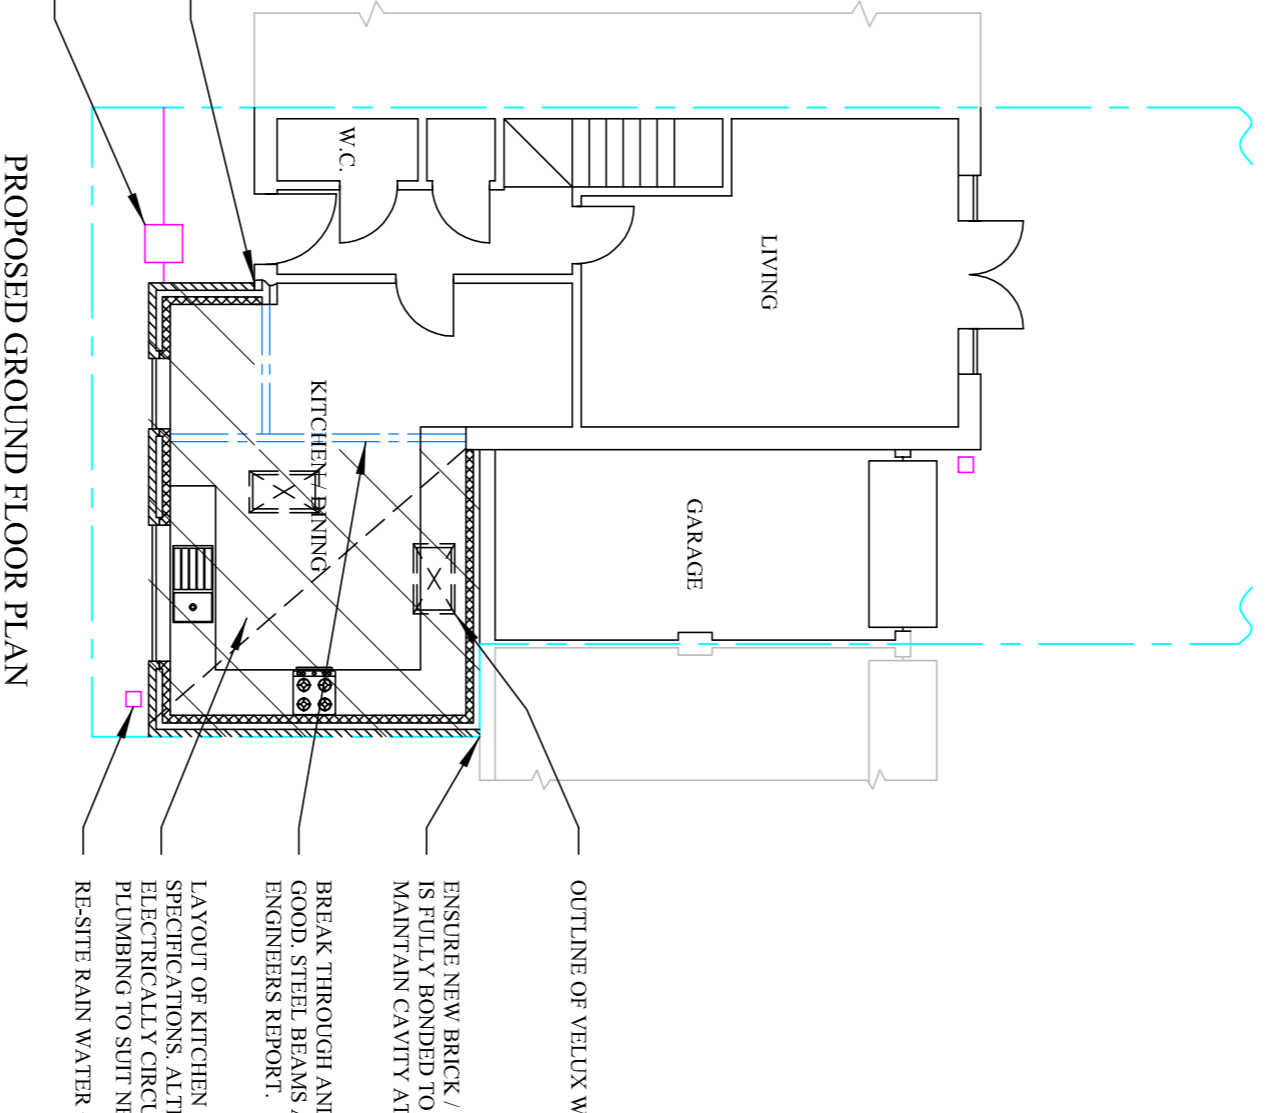 W.C.
LIVING
KITCHEN / DINING
GARAGE
OUTLINE OF VELUX W
ENSURE NEW BRICK /
IS FULLY BONDED TO
MAINTAIN CAVITY AT
BREAK THROUGH AND
GOOD. STEEL BEAMS A
ENGINEERS REPORT.
LAYOUT OF KITCHEN
SPECIFICATIONS. ALTE
ELECTRICALLY CIRCU
PLUMBING TO SUIT NE
RE-SITE RAIN WATER
PROPOSED GROUND FLOOR PLAN